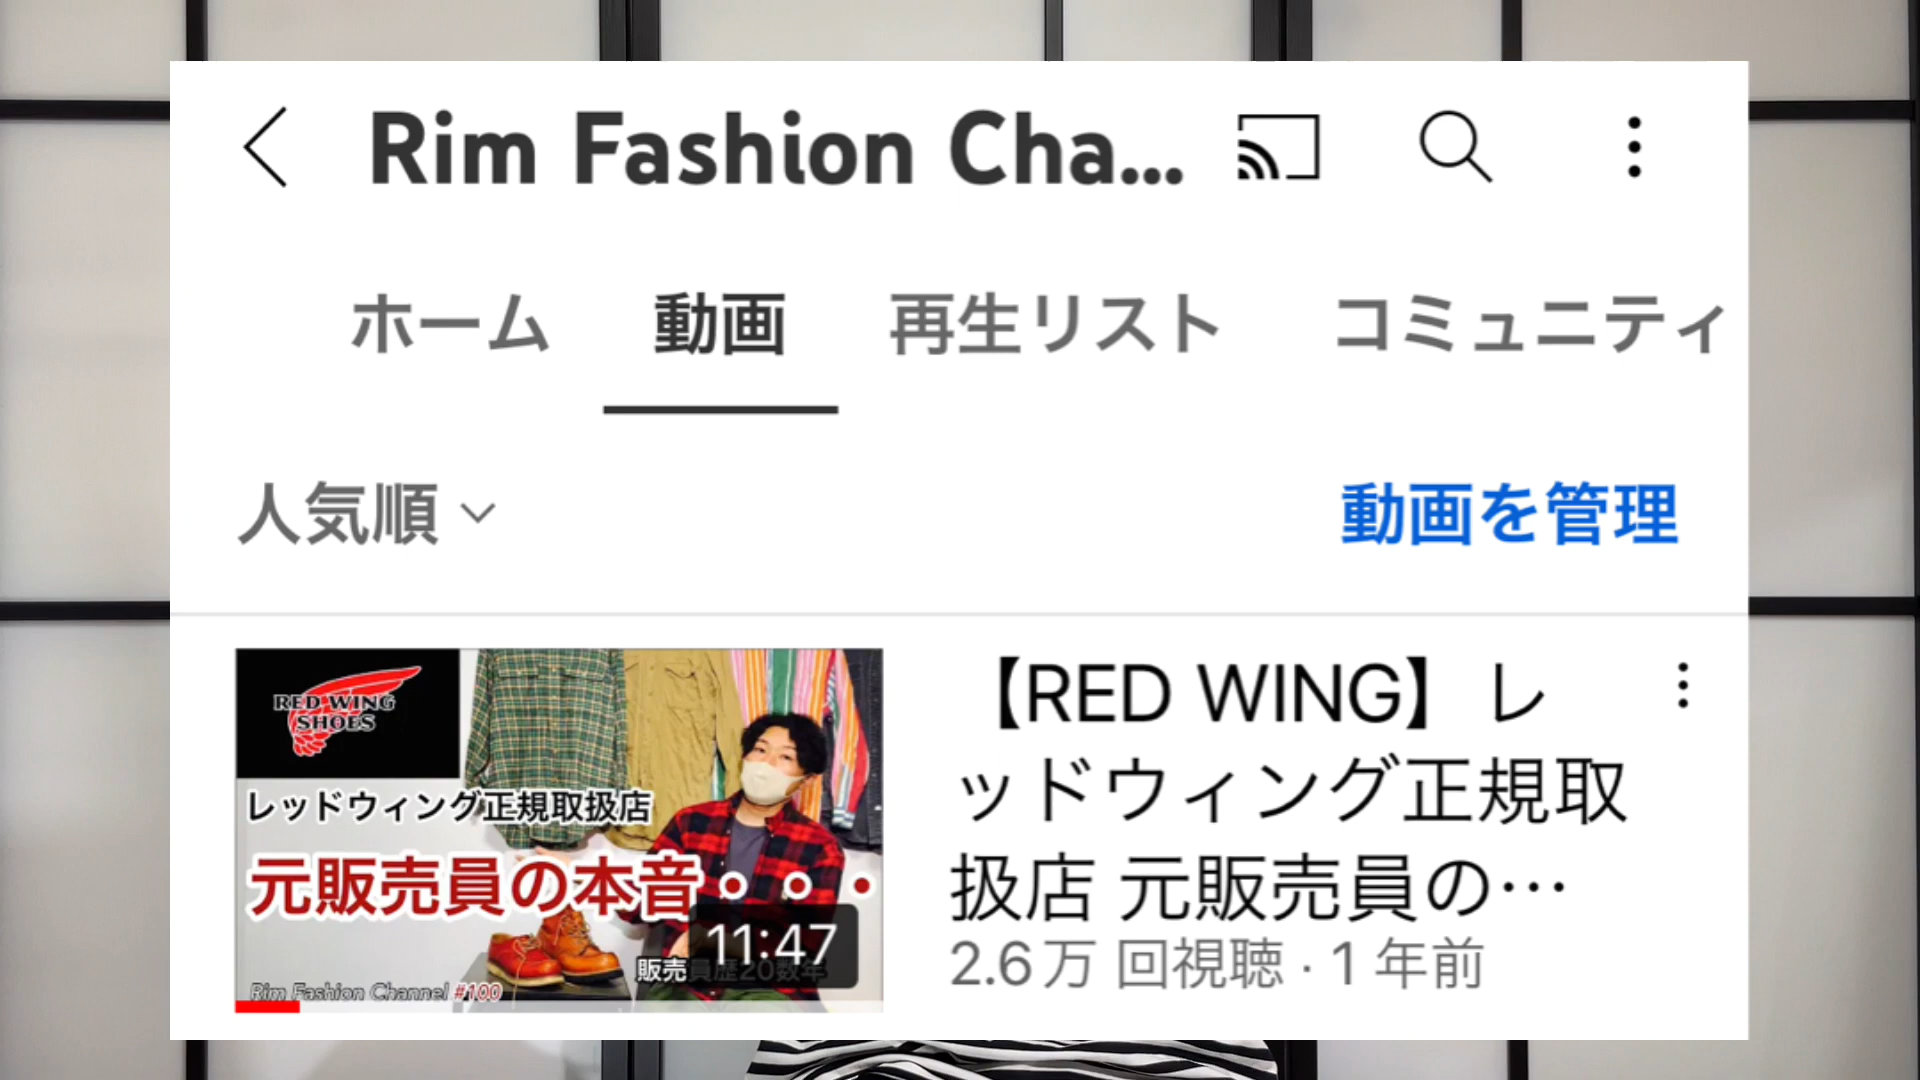 Rim Fashion Cha...
ホーム 動画 再生リスト コミュニティ
人気順 動画を管理
RED WING
SHOES
レッドウィング正規取扱店
元販売員の本音・・・
11:47
販売員歴20数年
Rim Fashion Channel #100
【RED WING】レ
ッドウィング正規取
扱店 元販売員の…
2.6万 回視聴・1 年前